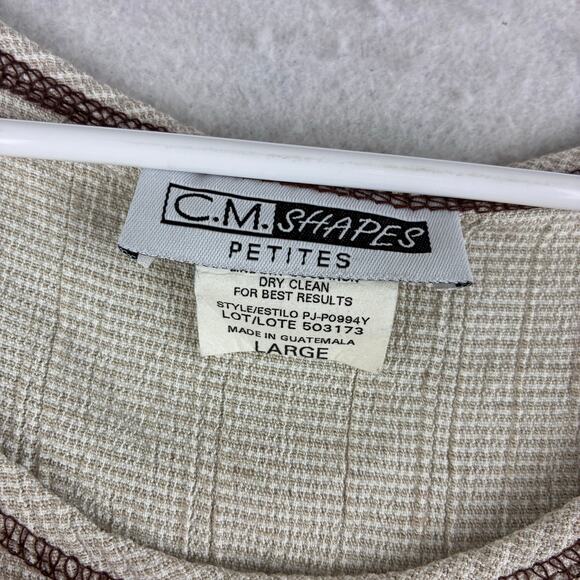 C.M. SHAPES
PETITES
DRY CLEAN
FOR BEST RESULTS
STYLE/ESTILO PJ-P0994Y
LOT/LOTE 503173
MADE IN GUATEMALA
LARGE